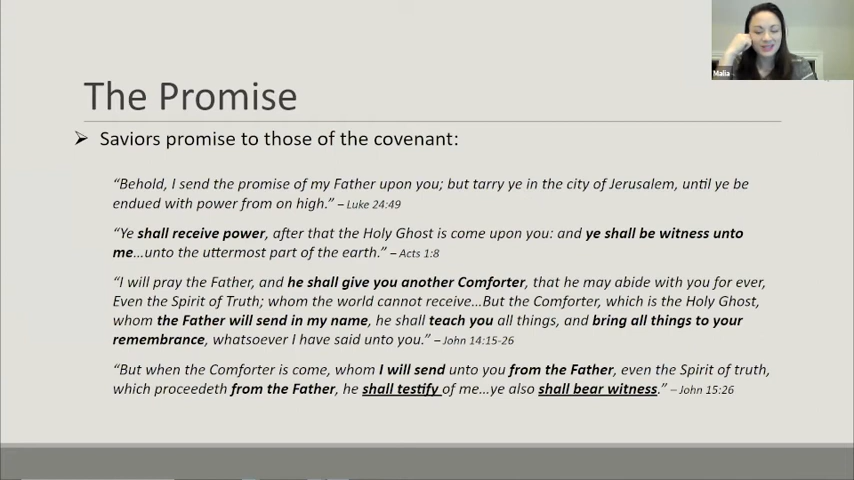 Malia
The Promise
➢ Saviors promise to those of the covenant:
“Behold, I send the promise of my Father upon you; but tarry ye in the city of Jerusalem, until ye be
endued with power from on high.” – Luke 24:49
“Ye shall receive power, after that the Holy Ghost is come upon you: and ye shall be witness unto
me…unto the uttermost part of the earth.” – Acts 1:8
“I will pray the Father, and he shall give you another Comforter, that he may abide with you for ever,
Even the Spirit of Truth; whom the world cannot receive…But the Comforter, which is the Holy Ghost,
whom the Father will send in my name, he shall teach you all things, and bring all things to your
remembrance, whatsoever I have said unto you.” – John 14:15-26
“But when the Comforter is come, whom I will send unto you from the Father, even the Spirit of truth,
which proceedeth from the Father, he shall testify of me…ye also shall bear witness.” – John 15:26